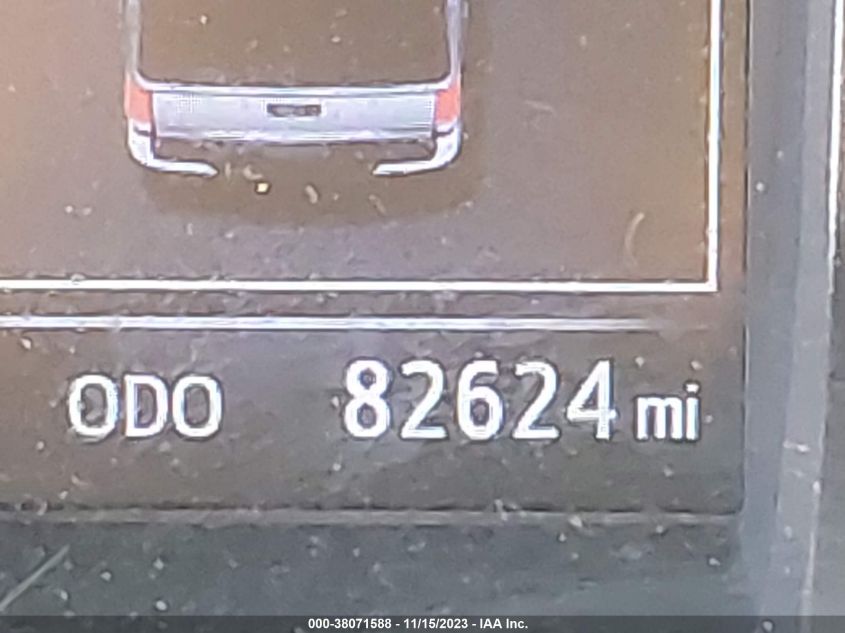 ODO 82624 mi
000-38071588 - 11/15/2023 - IAA Inc.